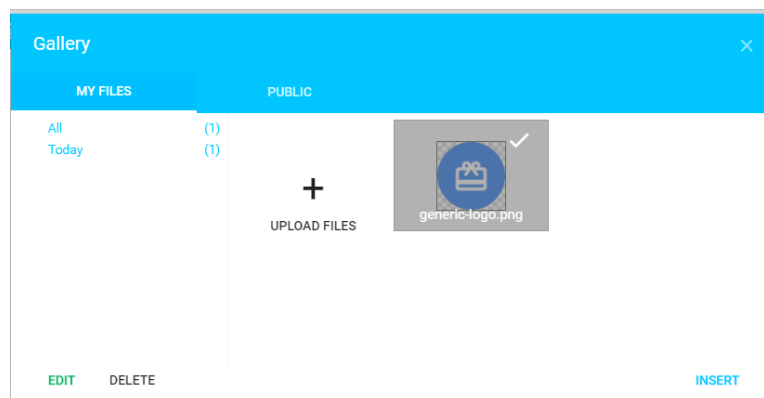 Gallery
MY FILES
PUBLIC
All (1)
Today (1)
UPLOAD FILES
generic-logo.png
EDIT DELETE INSERT